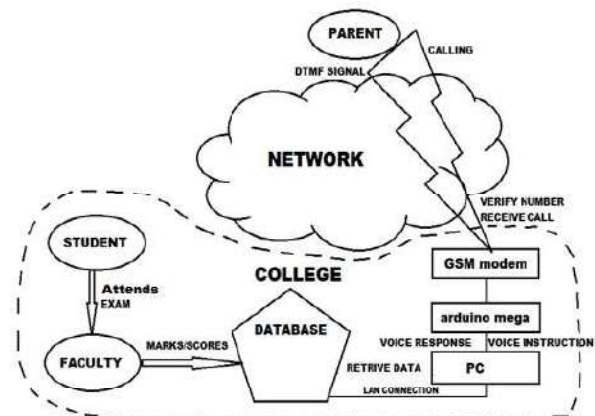 PARENT
CALLING
DTMF SIGNAL
NETWORK
VERIFY NUMBER
RECEIVE CALL
STUDENT
GSM modem
COLLEGE
Attends
EXAM
arduino mega
DATABASE
VOICE RESPONSE
VOICE INSTRUCTION
MARKS/SCORES
FACULTY
RETRIVE DATA
PC
LAN CONNECTION